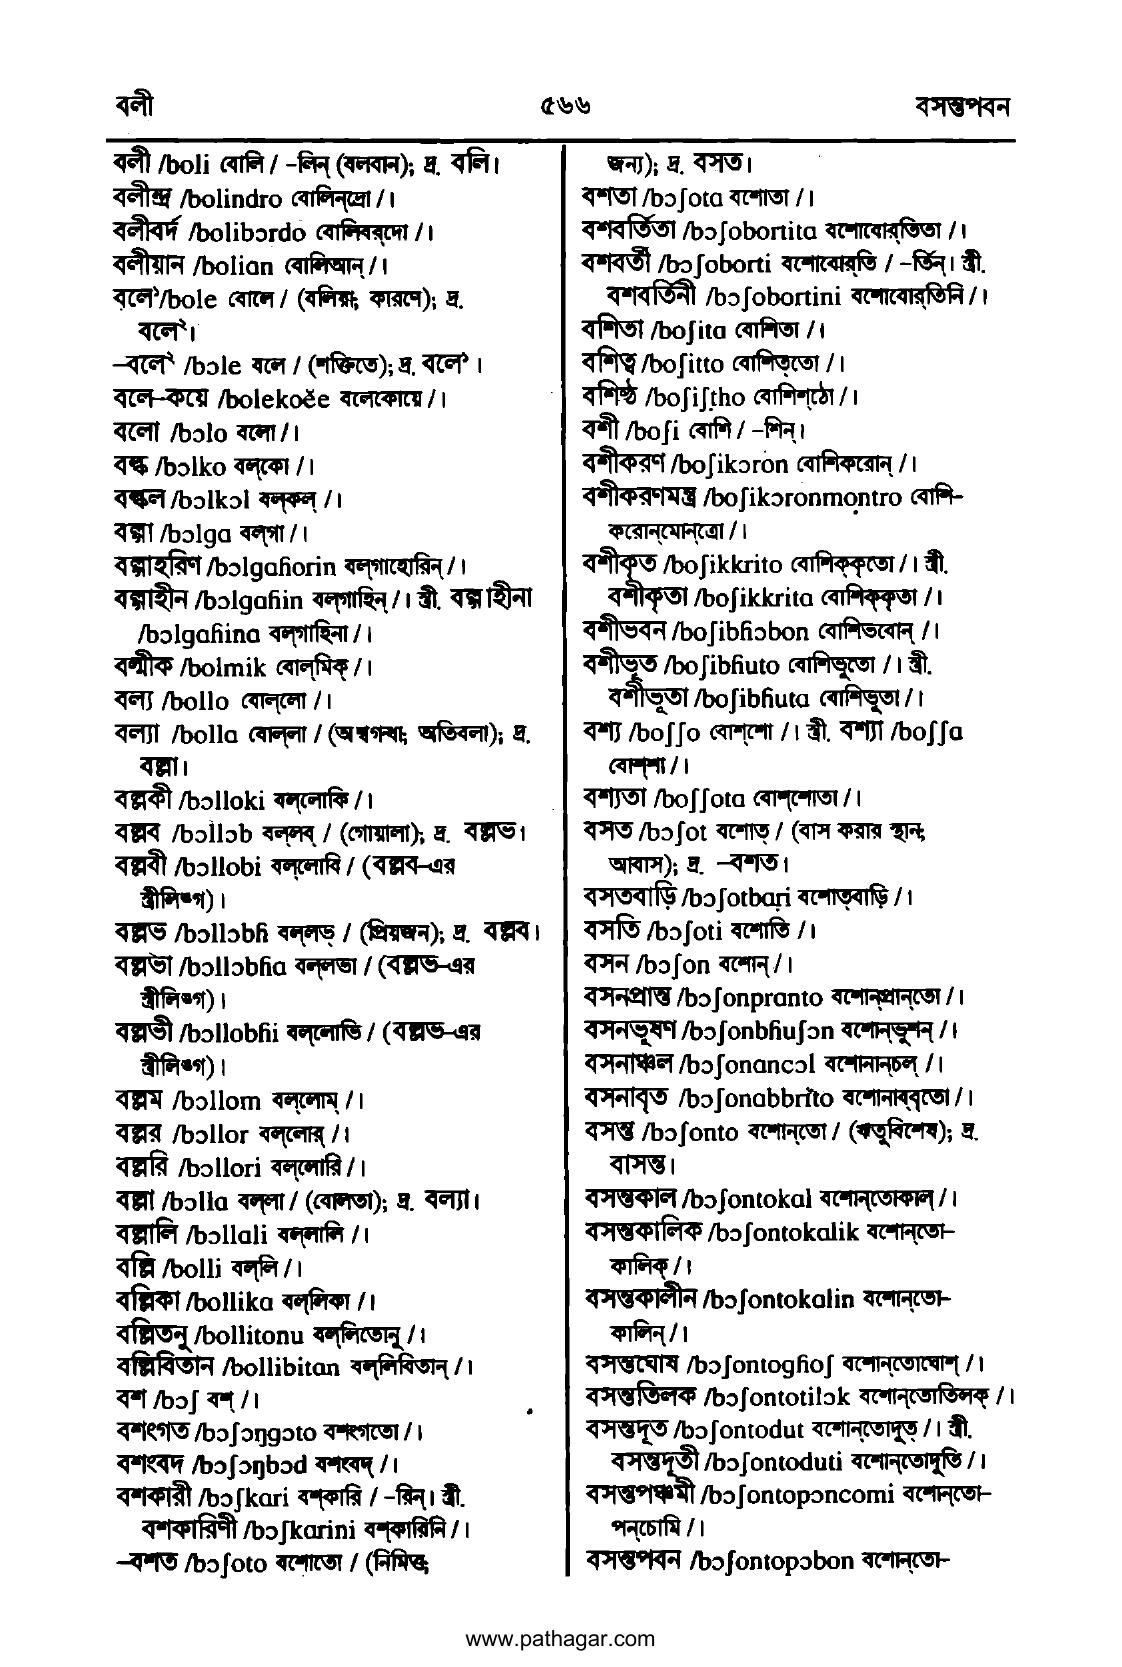 বলী ৫৬৬ বসন্তপবন
বলী /boli বোলি / -লিন্ (বলবান); দ্র. বলি।
বলীন্দ্র /bolindro বোলিন্‌দ্রো /।
বলীবর্দ /bolibɔrdo বোলিবর্‌দো /।
বলীয়ান /bolian বোলিআন্ /।
ব'লে১/bole বোলে / (বলিয়া; কারণে); দ্র.
বলে২।
–বলে২ /bɔle বলে / (শক্তিতে); দ্র. বলে১।
বলে-কয়ে /bolekoĕe বলেকোয়ে /।
বলো /bɔlo বলো /।
বল্ক /bɔlko বল্‌কো /।
বল্কল /bɔlkɔl বল্‌কল্ /।
বল্গা /bɔlga বল্‌গা /।
বল্গাহরিণ /bɔlgaɦorin বল্‌গাহোরিন্ /।
বল্গাহীন /bɔlgaɦin বল্‌গাহিন্ /। স্ত্রী. বল্গাহীনা
/bɔlgaɦina বল্‌গাহিনা /।
বল্মীক /bolmik বোল্‌মিক্ /।
বল্য /bollo বোল্‌লো /।
বল্যা /bolla বোল্‌লা / (অশ্বগন্ধা; অতিবলা); দ্র.
বল্লা।
বল্লকী /bɔlloki বল্‌লোকি /।
বল্লব /bɔllɔb বল্‌লব্ / (গোয়ালা); দ্র. বল্লভ।
বল্লবী /bɔllobi বল্‌লোবি / (বল্লব-এর
স্ত্রীলিঙ্গ)।
বল্লভ /bɔllɔbɦ বল্‌লভ্ / (প্রিয়জন); দ্র. বল্লব।
বল্লভা /bɔllɔbɦa বল্‌লভা / (বল্লভ-এর
স্ত্রীলিঙ্গ)।
বল্লভী /bɔllobɦi বল্‌লোভি / (বল্লভ-এর
স্ত্রীলিঙ্গ)।
বল্লম /bɔllom বল্‌লোম্ /।
বল্লর /bɔllor বল্‌লোর্ /।
বল্লরি /bɔllori বল্‌লোরি /।
বল্লা /bɔlla বল্‌লা / (বোলতা); দ্র. বল্যা।
বল্লালি /bɔllali বল্‌লালি /।
বল্লি /bolli বল্‌লি /।
বল্লিকা /bollika বল্‌লিকা /।
বল্লিতনু /bollitonu বল্‌লিতোনু /।
বল্লিবিতান /bollibitan বল্‌লিবিতান্ /।
বশ /bɔʃ বশ্ /।
বশংগত /bɔʃɔŋgɔto বশংগতো /।
বশংবদ /bɔʃɔŋbɔd বশংবদ্ /।
বশকারী /bɔʃkari বশ্‌কারি / -রিন্। স্ত্রী.
বশকারিণী /bɔʃkarini বশ্‌কারিনি /।
–বশত /bɔʃoto বশোতো / (নিমিত্ত;
জন্য); দ্র. বসত।
বশতা /bɔʃota বশোতা /।
বশবর্তিতা /bɔʃobortita বশোবোর্‌তিতা /।
বশবর্তী /bɔʃoborti বশোবোর্‌তি / -র্তিন্। স্ত্রী.
বশবর্তিনী /bɔʃobortini বশোবোর্‌তিনি /।
বশিতা /boʃita বোশিতা /।
বশিত্ব /boʃitto বোশিত্‌তো /।
বশিষ্ঠ /boʃiʃṭho বোশিশ্‌ঠো /।
বশী /boʃi বোশি / -শিন্।
বশীকরণ /boʃikɔron বোশিকরোন্ /।
বশীকরণমন্ত্র /boʃikɔronmontro বোশি-
করোন্‌মোন্‌ত্রো /।
বশীকৃত /boʃikkrito বোশিক্‌কৃতো /। স্ত্রী.
বশীকৃতা /boʃikkrita বোশিক্‌কৃতা /।
বশীভবন /boʃibɦɔbon বোশিভবোন্ /।
বশীভূত /boʃibɦuto বোশিভূতো /। স্ত্রী.
বশীভূতা /boʃibɦuta বোশিভূতা /।
বশ্য /boʃʃo বোশ্‌শো /। স্ত্রী. বশ্যা /boʃʃa
বোশ্‌শা /।
বশ্যতা /boʃʃota বোশ্‌শোতা /।
বসত /bɔʃot বশোত্ / (বাস করার স্থান;
আবাস); দ্র. –বশত।
বসতবাড়ি /bɔʃotbaṛi বশোত্‌বাড়ি /।
বসতি /bɔʃoti বশোতি /।
বসন /bɔʃon বশোন্ /।
বসনপ্রান্ত /bɔʃonpranto বশোন্‌প্রান্‌তো /।
বসনভূষণ /bɔʃonbɦuʃɔn বশোন্‌ভূশন্ /।
বসনাঞ্চল /bɔʃonancɔl বশোনান্‌চল্ /।
বসনাবৃত /bɔʃonabbrito বশোনাব্‌বৃতো /।
বসন্ত /bɔʃonto বশোন্‌তো / (ঋতুবিশেষ); দ্র.
বাসন্ত।
বসন্তকাল /bɔʃontokal বশোন্‌তোকাল্ /।
বসন্তকালিক /bɔʃontokalik বশোন্‌তো-
কালিক্ /।
বসন্তকালীন /bɔʃontokalin বশোন্‌তো-
কালিন্ /।
বসন্তঘোষ /bɔʃontogɦoʃ বশোন্‌তোঘোশ্ /।
বসন্ততিলক /bɔʃontotilɔk বশোন্‌তোতিলক্ /।
বসন্তদূত /bɔʃontodut বশোন্‌তোদুত্ /। স্ত্রী.
বসন্তদূতী /bɔʃontoduti বশোন্‌তোদুতি /।
বসন্তপঞ্চমী /bɔʃontopɔncomi বশোন্‌তো-
পন্‌চোমি /।
বসন্তপবন /bɔʃontopɔbon বশোন্‌তো-
www.pathagar.com